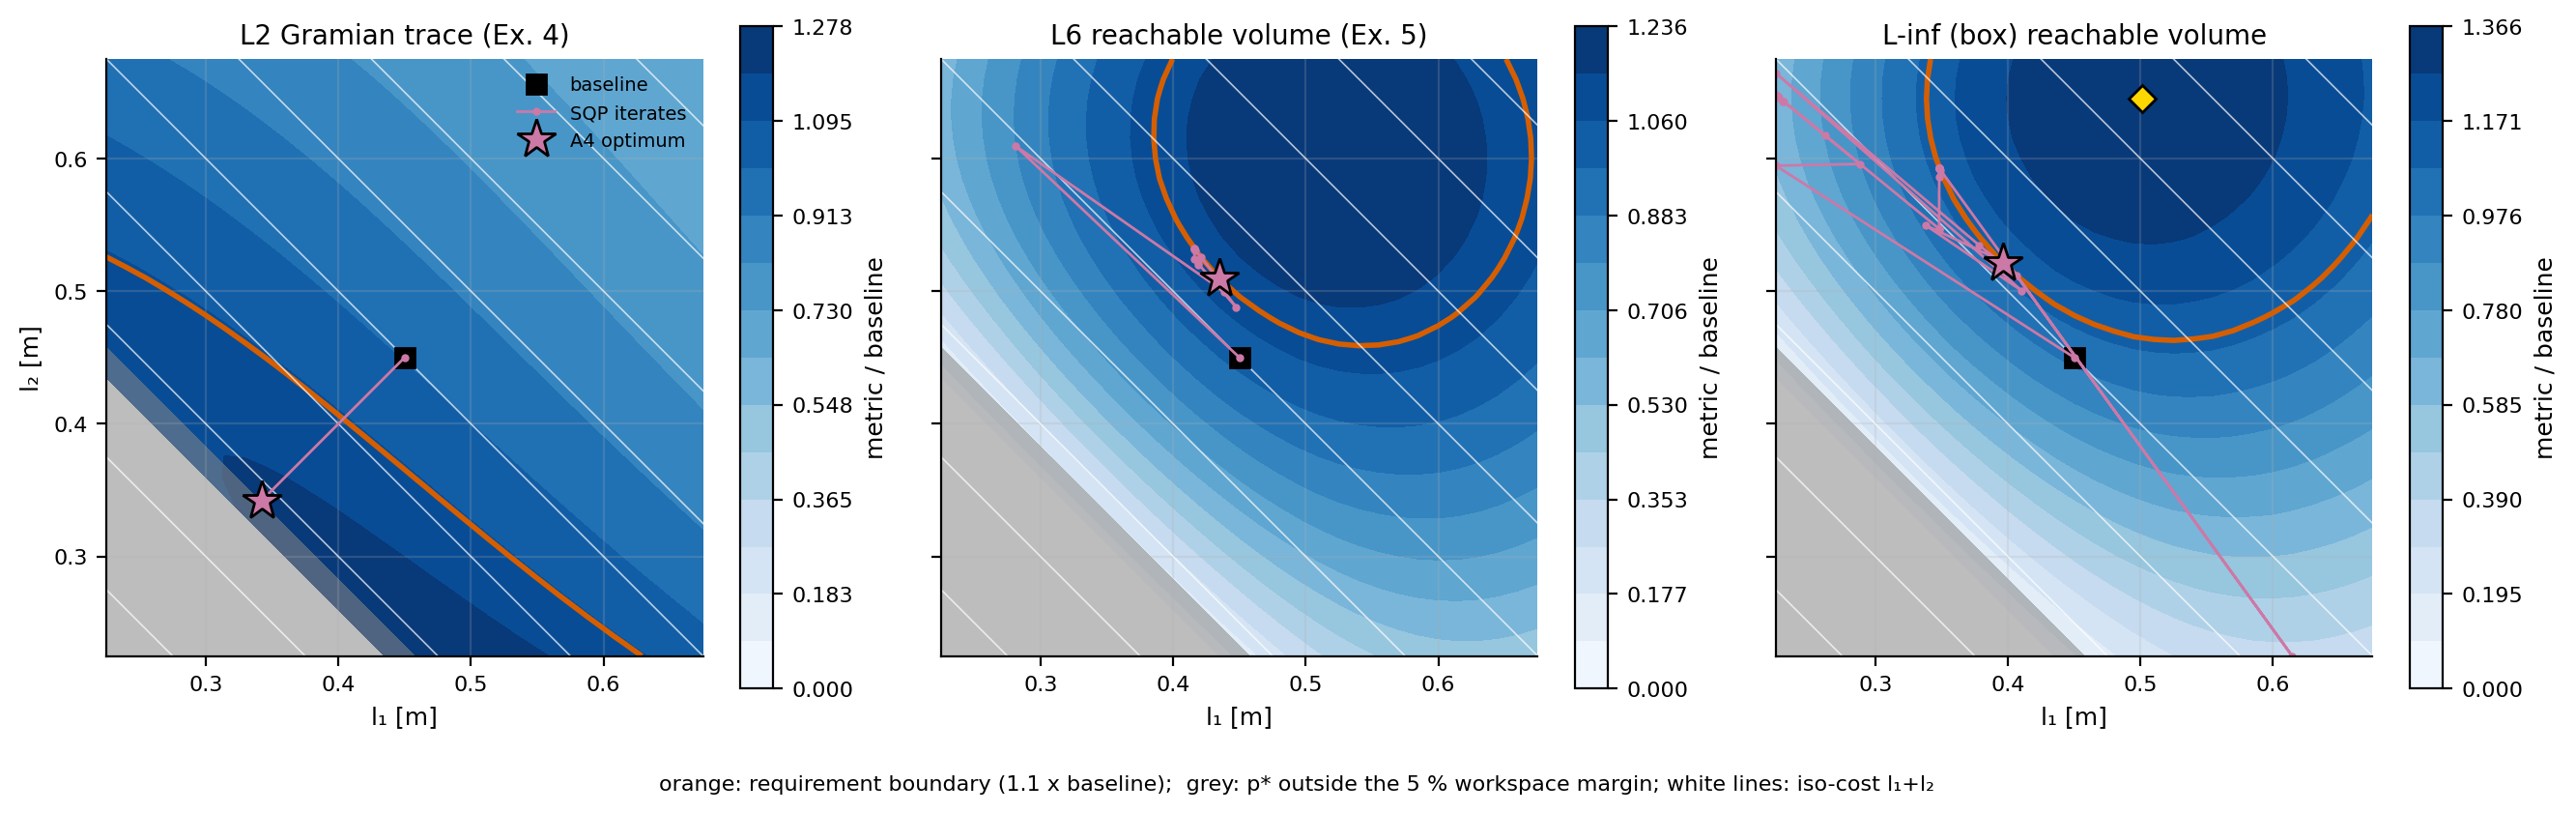 L2 Gramian trace (Ex. 4)
L6 reachable volume (Ex. 5)
L-inf (box) reachable volume
baseline
SQP iterates
A4 optimum
l₂ [m]
0.6
0.5
0.4
0.3
0.3
0.4
0.5
0.6
l₁ [m]
1.278
1.095
0.913
0.730
0.548
0.365
0.183
0.000
metric / baseline
0.3
0.4
0.5
0.6
l₁ [m]
1.236
1.060
0.883
0.706
0.530
0.353
0.177
0.000
metric / baseline
0.3
0.4
0.5
0.6
l₁ [m]
1.366
1.171
0.976
0.780
0.585
0.390
0.195
0.000
metric / baseline
orange: requirement boundary (1.1 x baseline);  grey: p* outside the 5 % workspace margin; white lines: iso-cost l₁+l₂